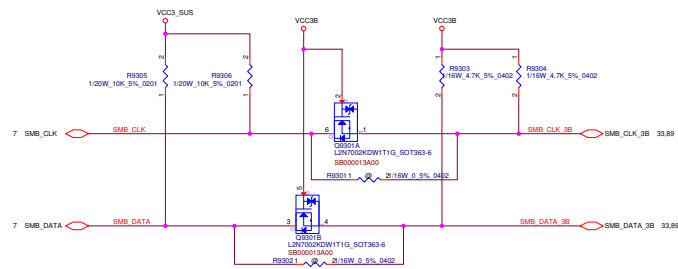 VCC3_SUS
VCC3B
VCC3B
2
2
1
1
R9305
1/20W_10K_5%_0201
R9306
1/20W_10K_5%_0201
R9303
1/16W_4.7K_5%_0402
R9304
1/16W_4.7K_5%_0402
1
1
2
2
2
7 SMB_CLK
SMB_CLK
6
1
SMB_CLK_3B
SMB_CLK_3B 33,89
Q9301A
L2N7002KDW1T1G_SOT363-6
SB000013A00
R9301 1 @ 2 1/16W_0_5%_0402
5
7 SMB_DATA
SMB_DATA
3
4
SMB_DATA_3B
SMB_DATA_3B 33,89
Q9301B
L2N7002KDW1T1G_SOT363-6
SB000013A00
R9302 1 @ 2 1/16W_0_5%_0402